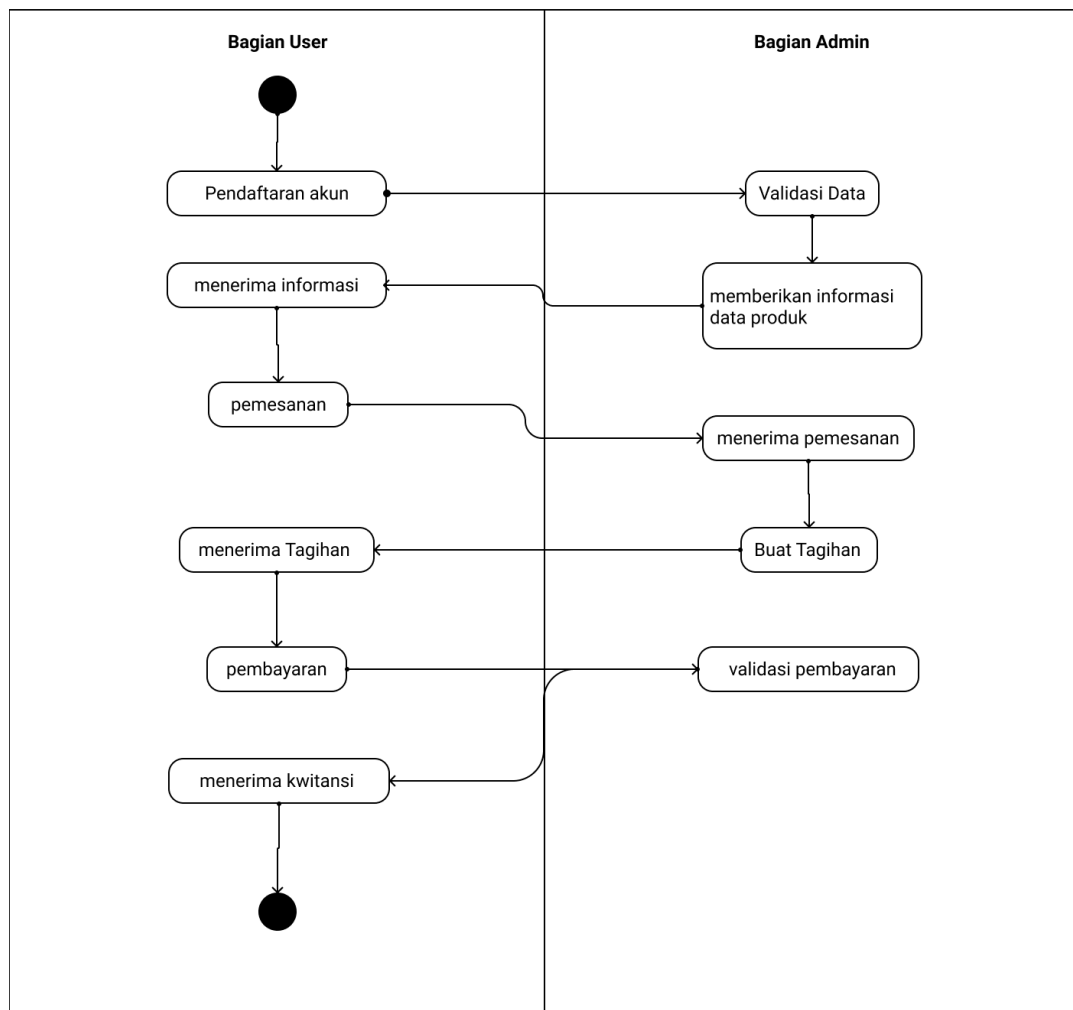 Bagian User
Bagian Admin
Pendaftaran akun
Validasi Data
menerima informasi
memberikan informasi
data produk
pemesanan
menerima pemesanan
menerima Tagihan
Buat Tagihan
pembayaran
validasi pembayaran
menerima kwitansi